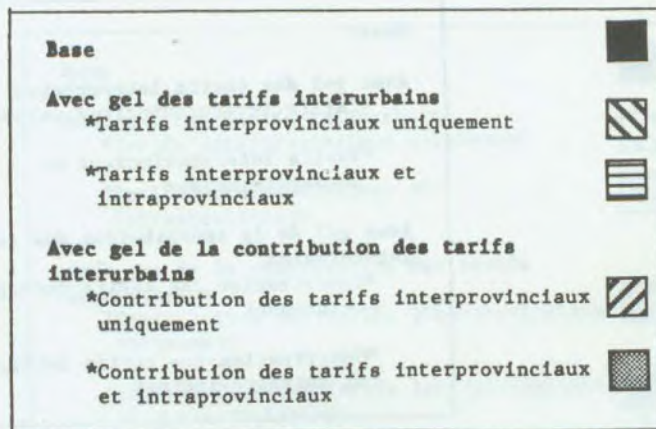 Base
Avec gel des tarifs interurbains
*Tarifs interprovinciaux uniquement
*Tarifs interprovinciaux et
intraprovinciaux
Avec gel de la contribution des tarifs
interurbains
*Contribution des tarifs interprovinciaux
uniquement
*Contribution des tarifs interprovinciaux
et intraprovinciaux